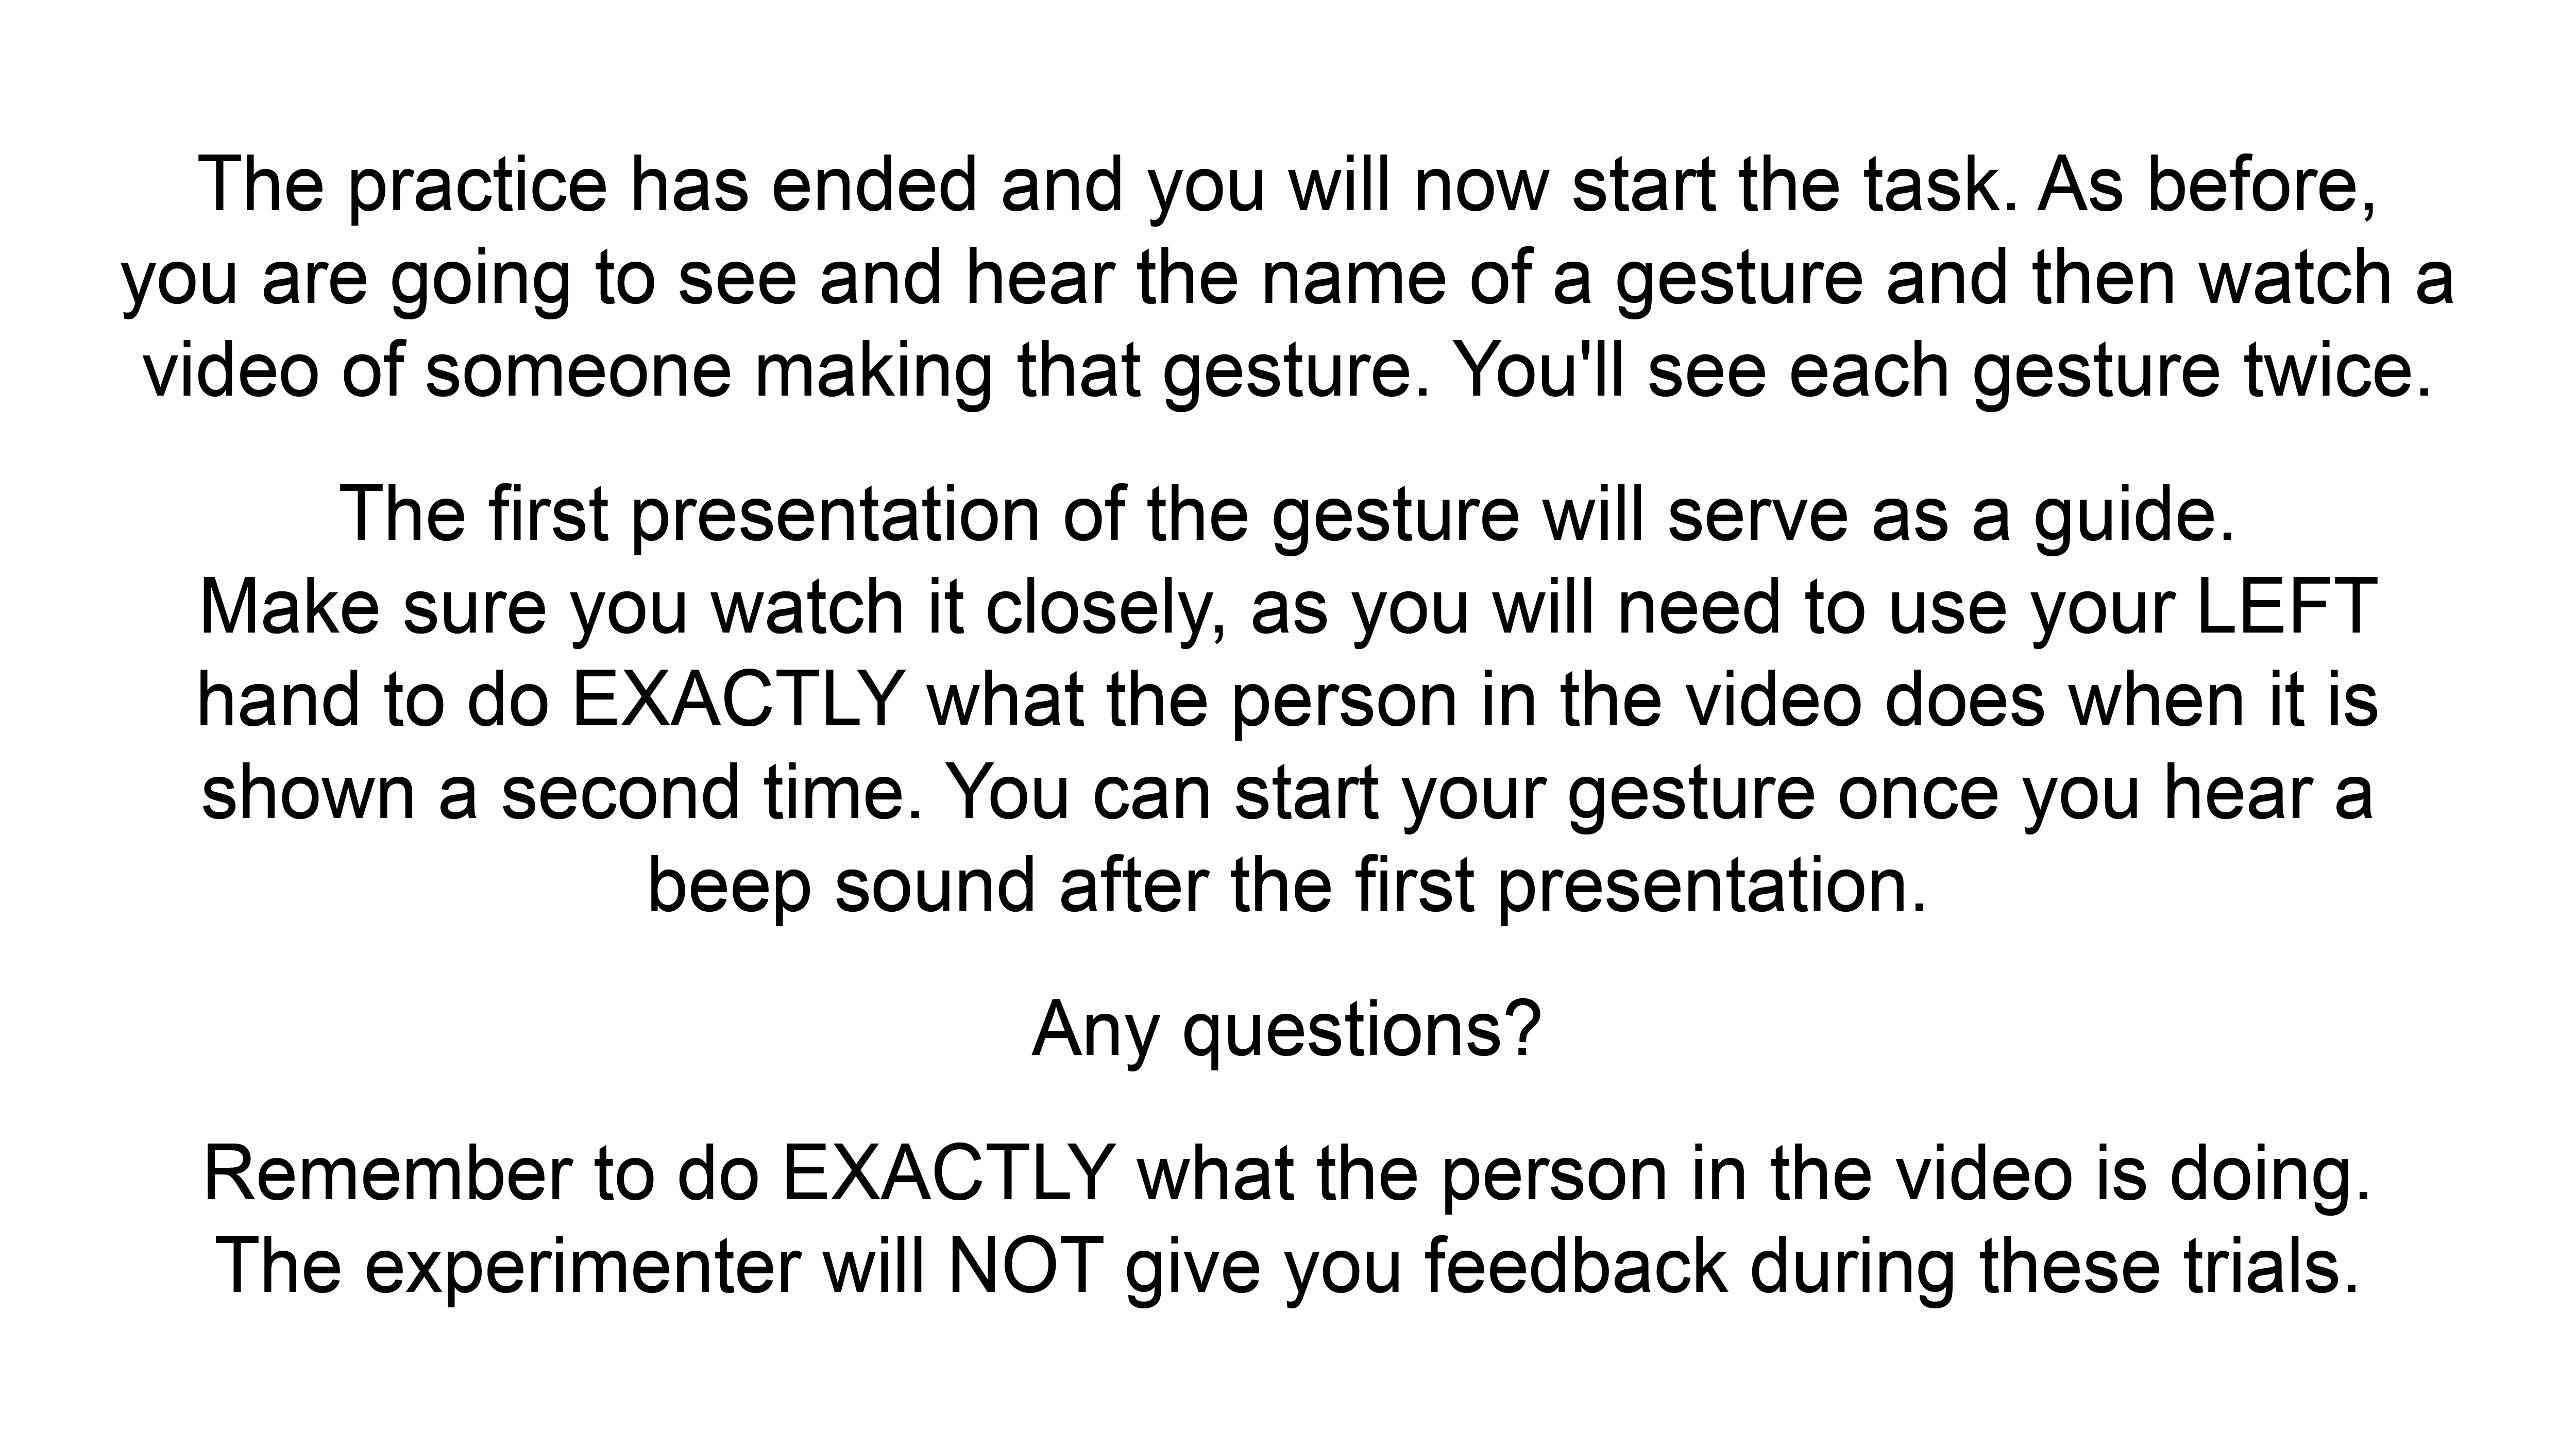 The practice has ended and you will now start the task. As before,
you are going to see and hear the name of a gesture and then watch a
video of someone making that gesture. You'll see each gesture twice.
The first presentation of the gesture will serve as a guide.
Make sure you watch it closely, as you will need to use your LEFT
hand to do EXACTLY what the person in the video does when it is
shown a second time. You can start your gesture once you hear a
beep sound after the first presentation.
Any questions?
Remember to do EXACTLY what the person in the video is doing.
The experimenter will NOT give you feedback during these trials.